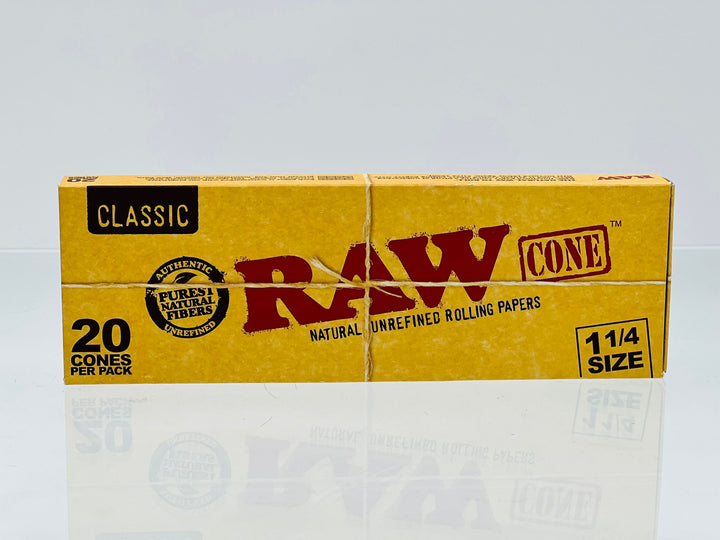 CLASSIC
RAW
CONE
™
AUTHENTIC
PUREST
NATURAL
FIBERS
UNREFINED
NATURAL UNREFINED ROLLING PAPERS
20
CONES
PER PACK
1 1/4
SIZE